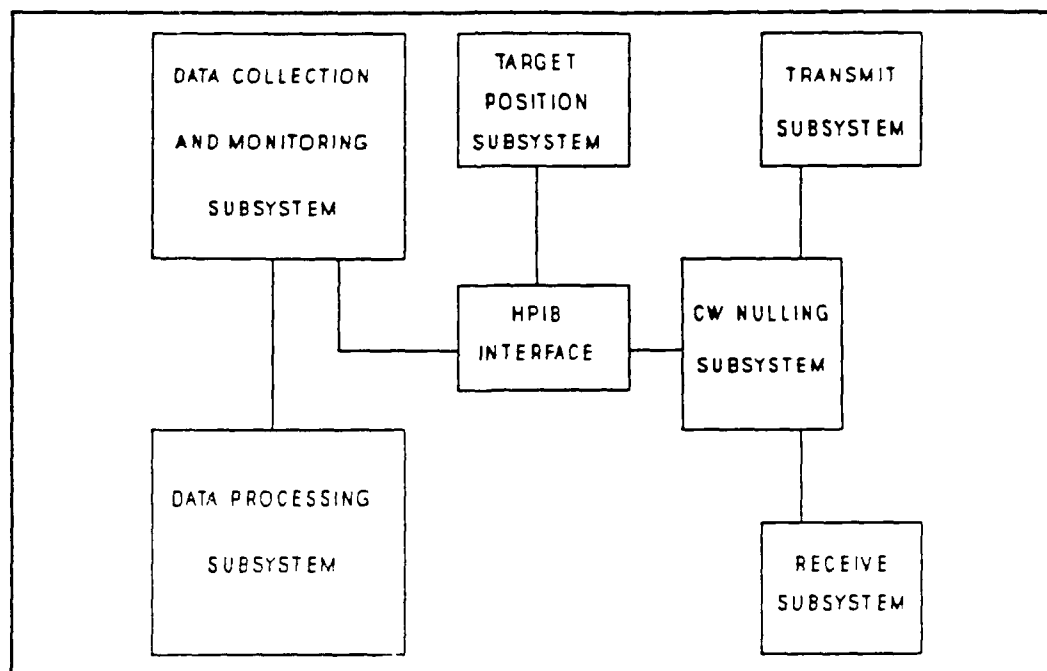 DATA COLLECTION
AND MONITORING
SUBSYSTEM
TARGET
POSITION
SUBSYSTEM
TRANSMIT
SUBSYSTEM
HPIB
INTERFACE
CW NULLING
SUBSYSTEM
DATA PROCESSING
SUBSYSTEM
RECEIVE
SUBSYSTEM